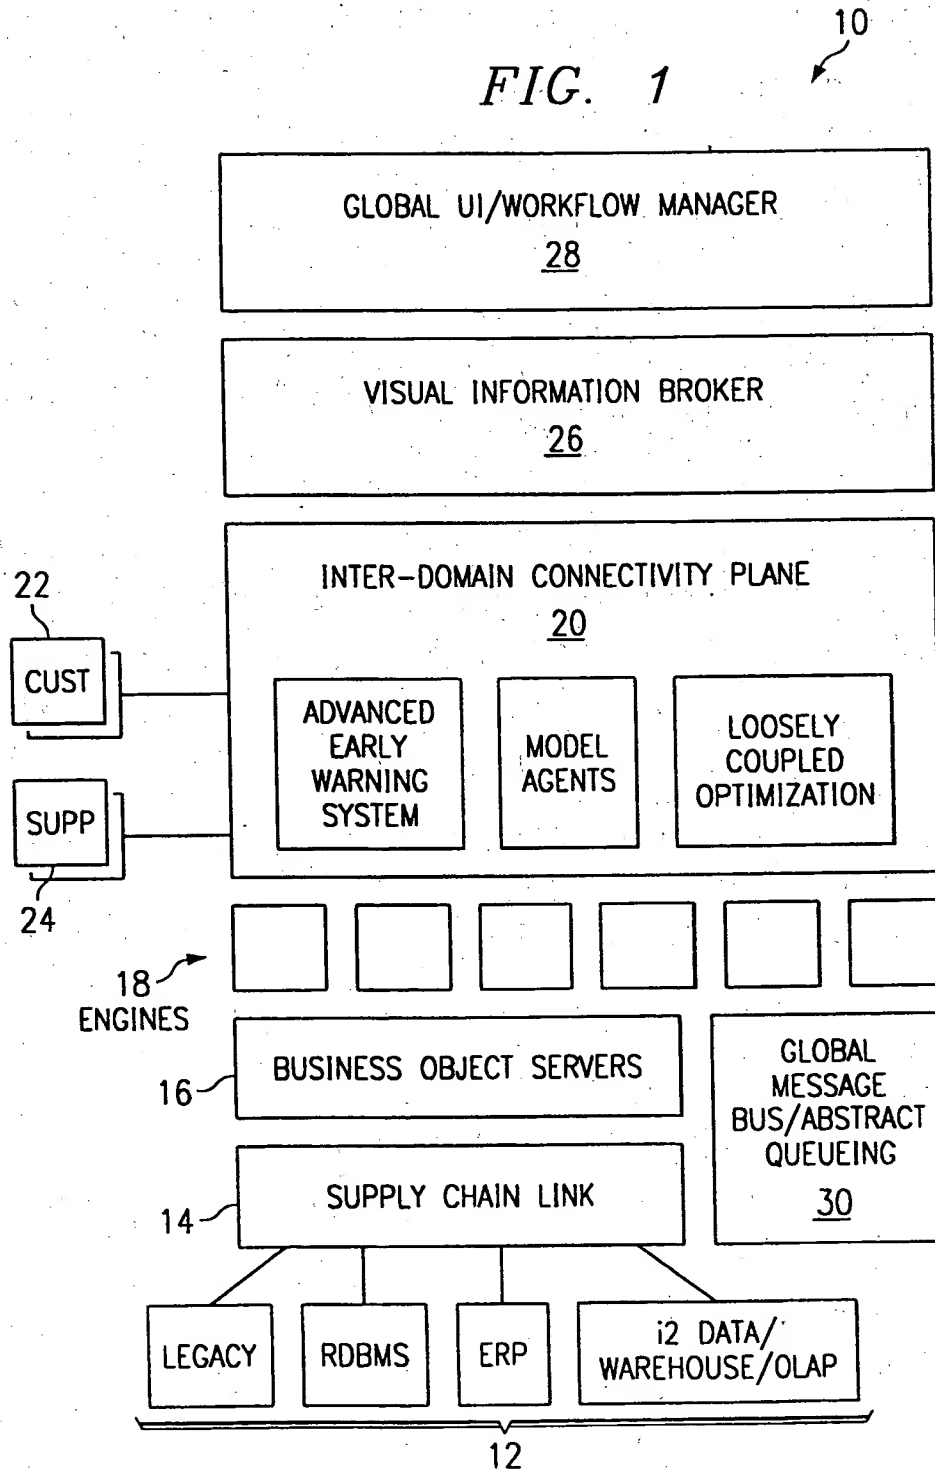 10
FIG. 1
GLOBAL UI/WORKFLOW MANAGER
28
VISUAL INFORMATION BROKER
26
INTER-DOMAIN CONNECTIVITY PLANE
20
22
CUST
SUPP
24
ADVANCED
EARLY
WARNING
SYSTEM
MODEL
AGENTS
LOOSELY
COUPLED
OPTIMIZATION
18
ENGINES
16
BUSINESS OBJECT SERVERS
GLOBAL
MESSAGE
BUS/ABSTRACT
QUEUEING
30
14
SUPPLY CHAIN LINK
LEGACY
RDBMS
ERP
i2 DATA/
WAREHOUSE/OLAP
12